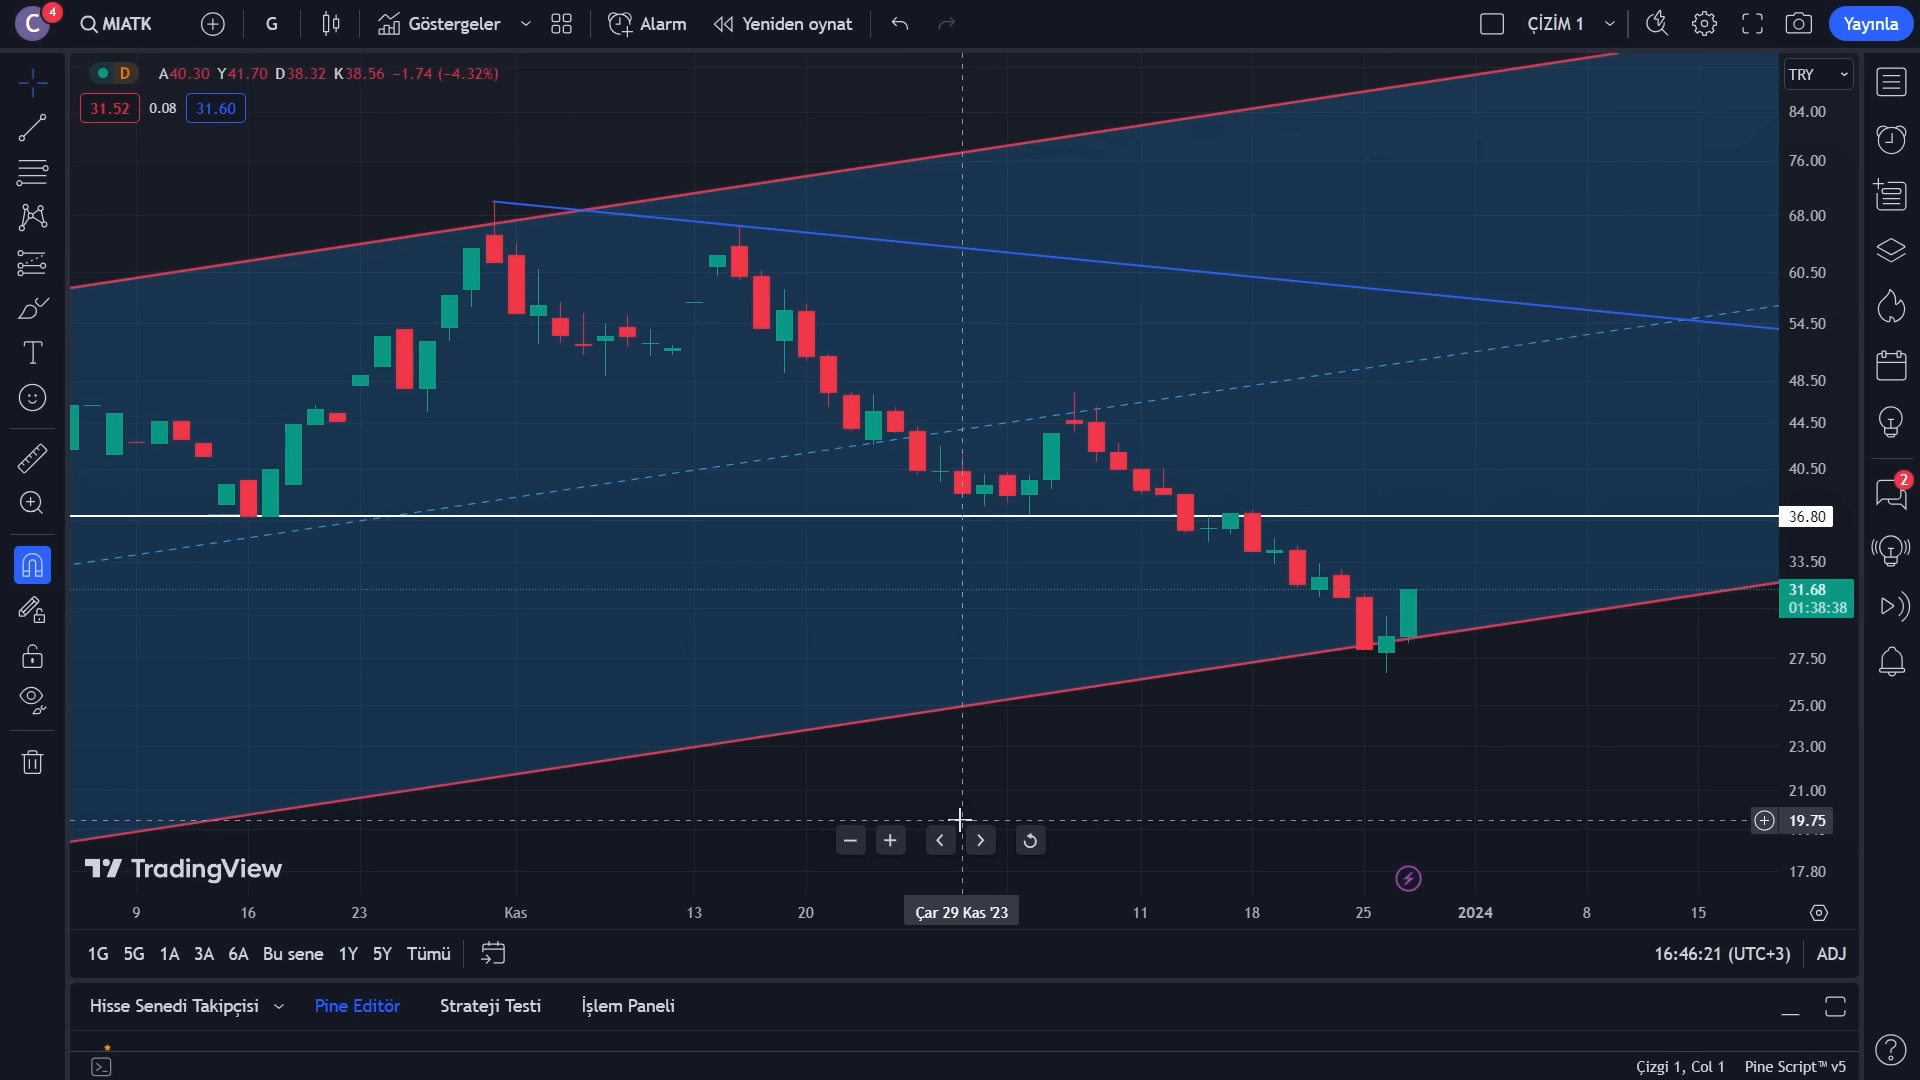 C
4
MIATK
G
Göstergeler
Alarm
Yeniden oynat
ÇİZİM 1
Yayınla
D
A40.30 Y41.70 D38.32 K38.56 −1.74 (−4.32%)
31.52
0.08
31.60
TRY
84.00
76.00
68.00
60.50
54.50
48.50
44.50
40.50
36.80
33.50
31.68
01:38:38
27.50
25.00
23.00
21.00
19.75
17.80
2
TradingView
9
16
23
Kas
13
20
Çar 29 Kas '23
11
18
25
2024
8
15
1G
5G
1A
3A
6A
Bu sene
1Y
5Y
Tümü
16:46:21 (UTC+3)
ADJ
Hisse Senedi Takipçisi
Pine Editör
Strateji Testi
İşlem Paneli
Çizgi 1, Col 1
Pine Script™ v5